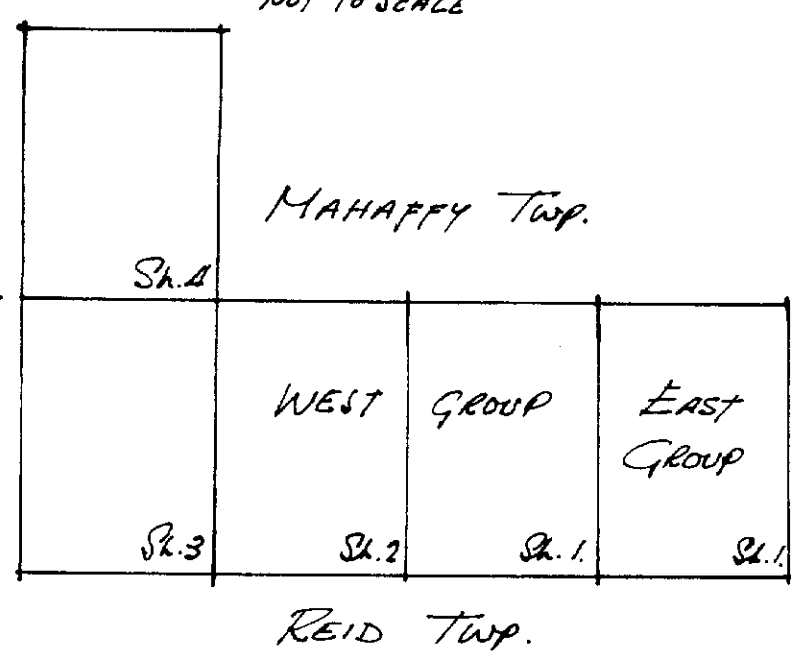 NOT TO SCALE
MAHAFFY TWP.
Sh. 4
WEST GROUP EAST
GROUP
Sh. 3 Sh. 2 Sh. 1. Sh. 1.
REID TWP.